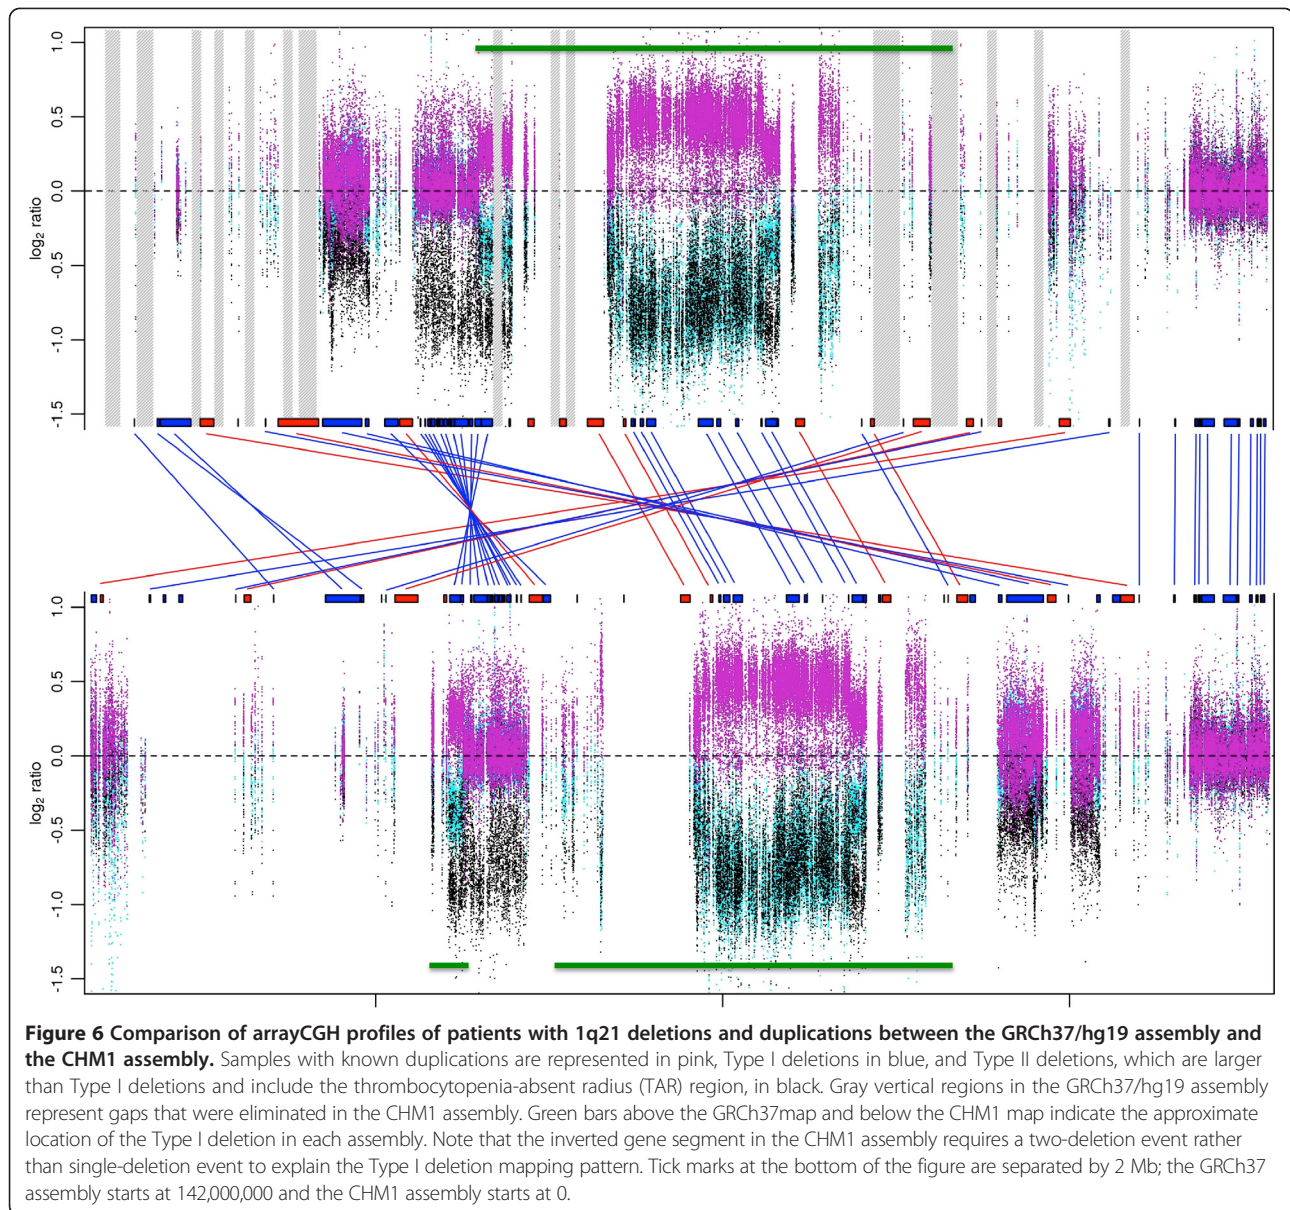 1.0
0.5
0.0
-0.5
-1.0
-1.5
log₂ ratio
1.0
0.5
0.0
-0.5
-1.0
-1.5
log₂ ratio
Figure 6 Comparison of arrayCGH profiles of patients with 1q21 deletions and duplications between the GRCh37/hg19 assembly and
the CHM1 assembly. Samples with known duplications are represented in pink, Type I deletions in blue, and Type II deletions, which are larger
than Type I deletions and include the thrombocytopenia-absent radius (TAR) region, in black. Gray vertical regions in the GRCh37/hg19 assembly
represent gaps that were eliminated in the CHM1 assembly. Green bars above the GRCh37map and below the CHM1 map indicate the approximate
location of the Type I deletion in each assembly. Note that the inverted gene segment in the CHM1 assembly requires a two-deletion event rather
than single-deletion event to explain the Type I deletion mapping pattern. Tick marks at the bottom of the figure are separated by 2 Mb; the GRCh37
assembly starts at 142,000,000 and the CHM1 assembly starts at 0.